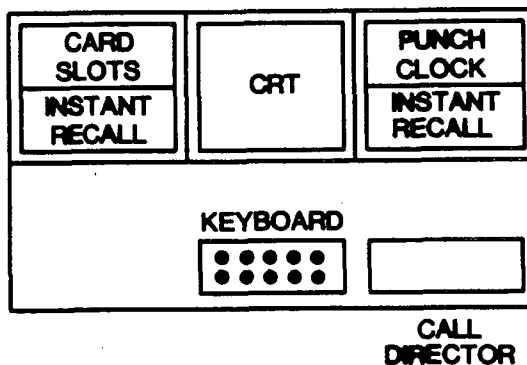 CARD
SLOTS
INSTANT
RECALL
CRT
PUNCH
CLOCK
INSTANT
RECALL
KEYBOARD
CALL
DIRECTOR